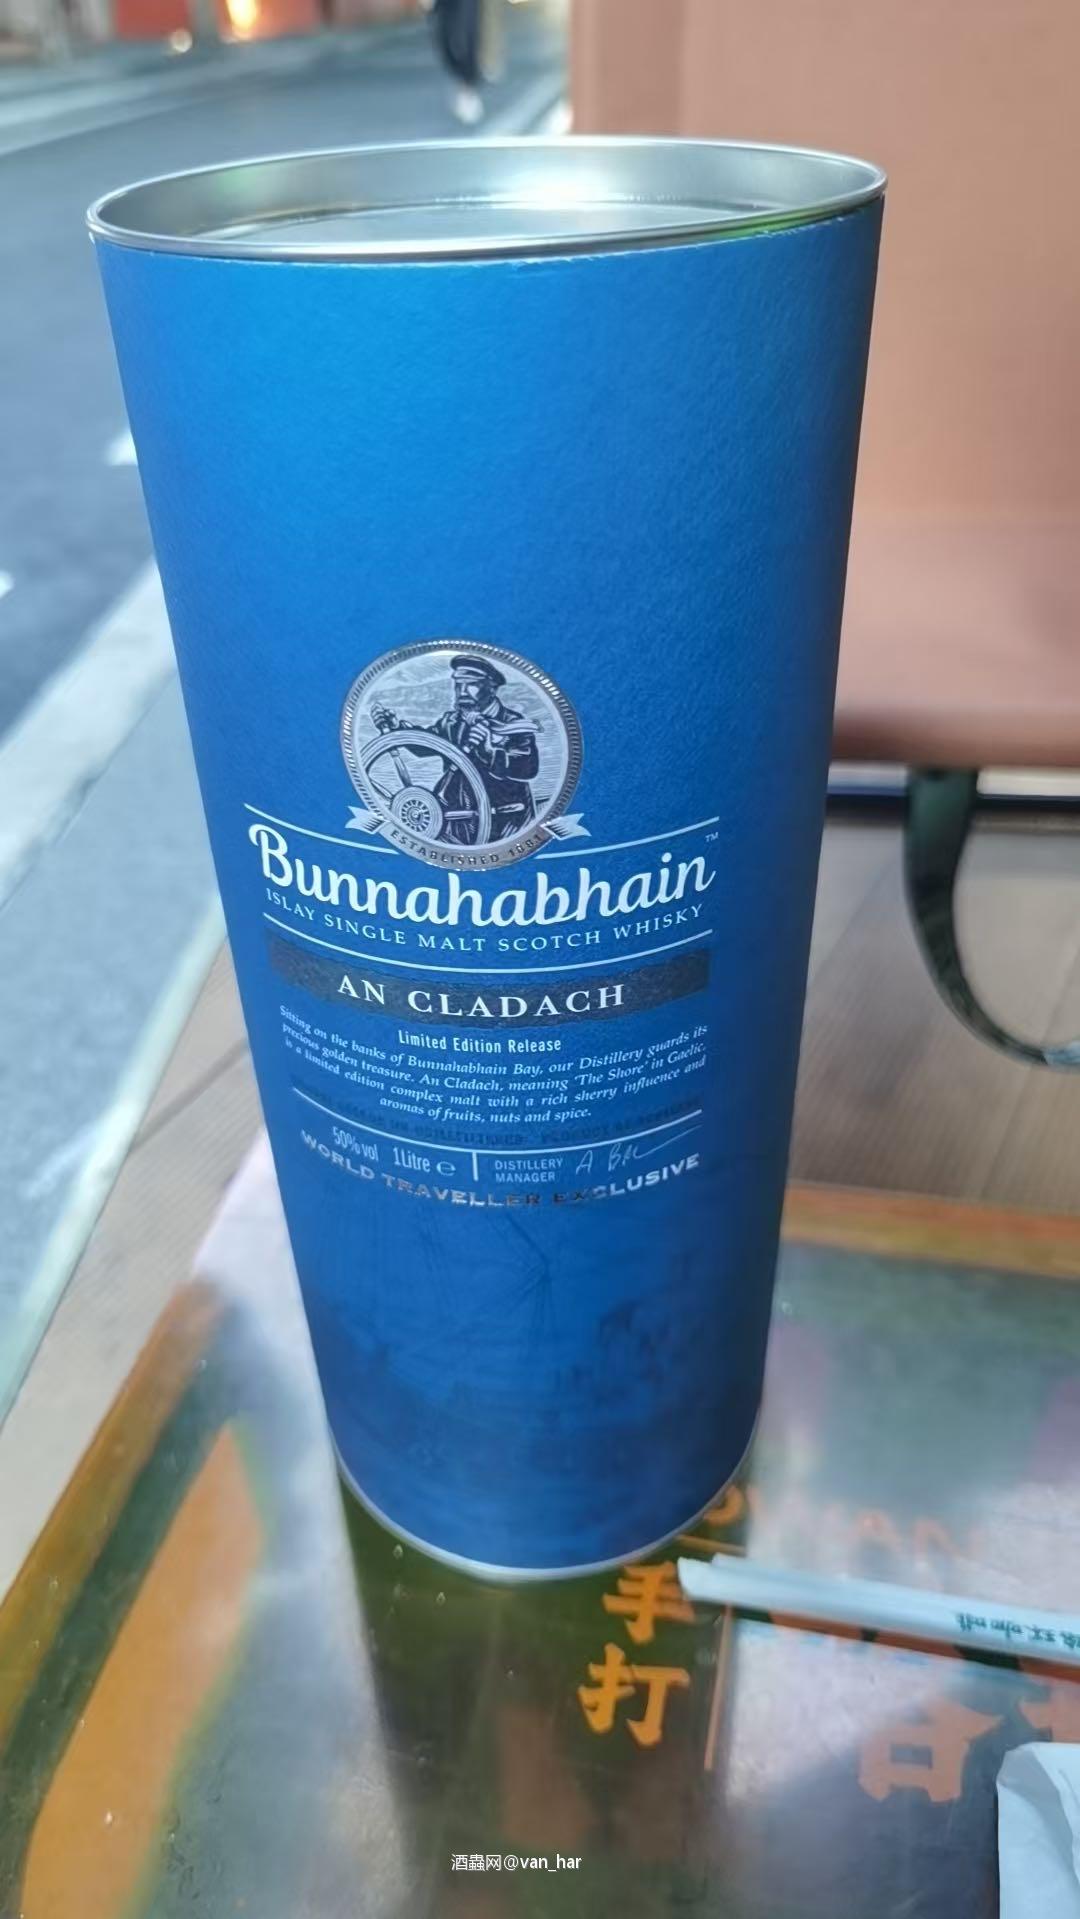 ESTABLISHED 1881
Bunnahabhain™
ISLAY SINGLE MALT SCOTCH WHISKY
AN CLADACH
Limited Edition Release
Sitting on the banks of Bunnahabhain Bay, our Distillery guards its
precious golden treasure. An Cladach, meaning 'The Shore' in Gaelic,
is a limited edition complex malt with a rich sherry influence and
aromas of fruits, nuts and spice.
50%vol 1Litre ℮
DISTILLERY
MANAGER
WORLD TRAVELLER EXCLUSIVE
手
打
酒蟲网@van_har